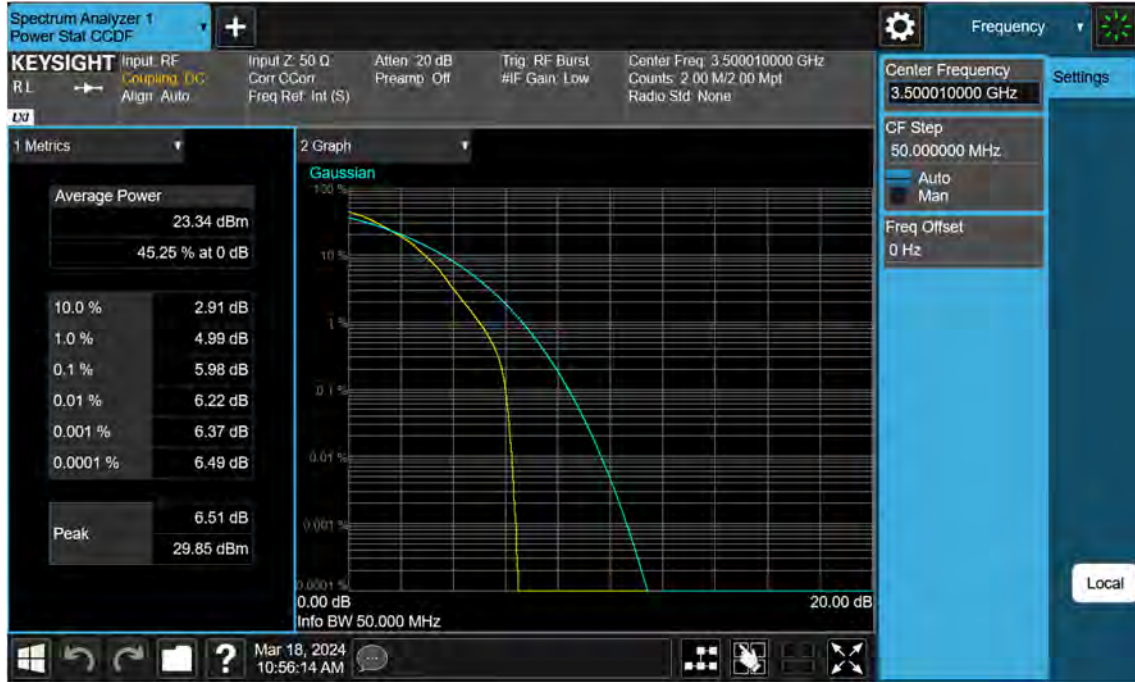 Spectrum Analyzer 1
Power Stat CCDF
+
Frequency
KEYSIGHT
RL
LXI
Input: RF
Coupling: DC
Align: Auto
Input Z: 50 Ω
Corr CCorr
Freq Ref: Int (S)
Atten: 20 dB
Preamp: Off
Trig: RF Burst
#IF Gain: Low
Center Freq: 3.500010000 GHz
Counts: 2.00 M/2.00 Mpt
Radio Std: None
Center Frequency
3.500010000 GHz
Settings
CF Step
50.000000 MHz
Auto
Man
Freq Offset
0 Hz
1 Metrics
Average Power
23.34 dBm
45.25 % at 0 dB
10.0 % 2.91 dB
1.0 % 4.99 dB
0.1 % 5.98 dB
0.01 % 6.22 dB
0.001 % 6.37 dB
0.0001 % 6.49 dB
Peak
6.51 dB
29.85 dBm
2 Graph
Gaussian
100 %
10 %
1 %
0.1 %
0.01 %
0.001 %
0.0001 %
0.00 dB 20.00 dB
Info BW 50.000 MHz
Local
?
Mar 18, 2024
10:56:14 AM